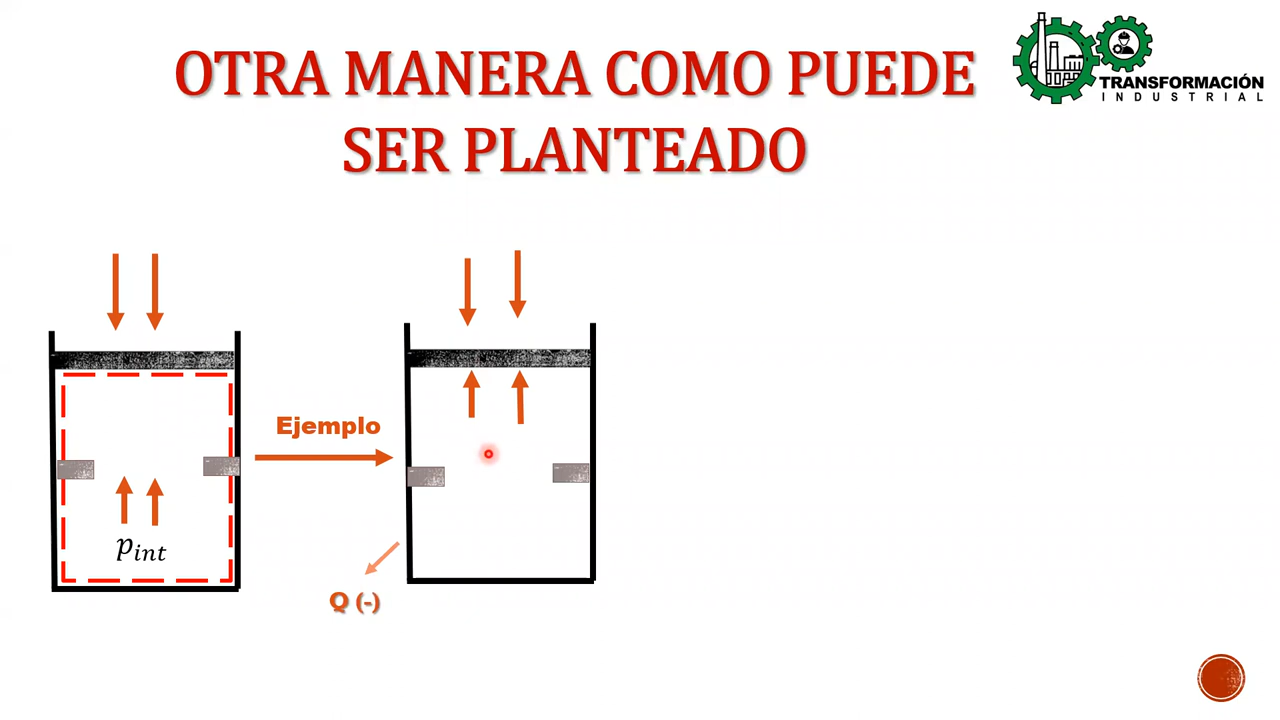 OTRA MANERA COMO PUEDE
SER PLANTEADO
TRANSFORMACIÓN
INDUSTRIAL
Ejemplo
p_int
Q (-)